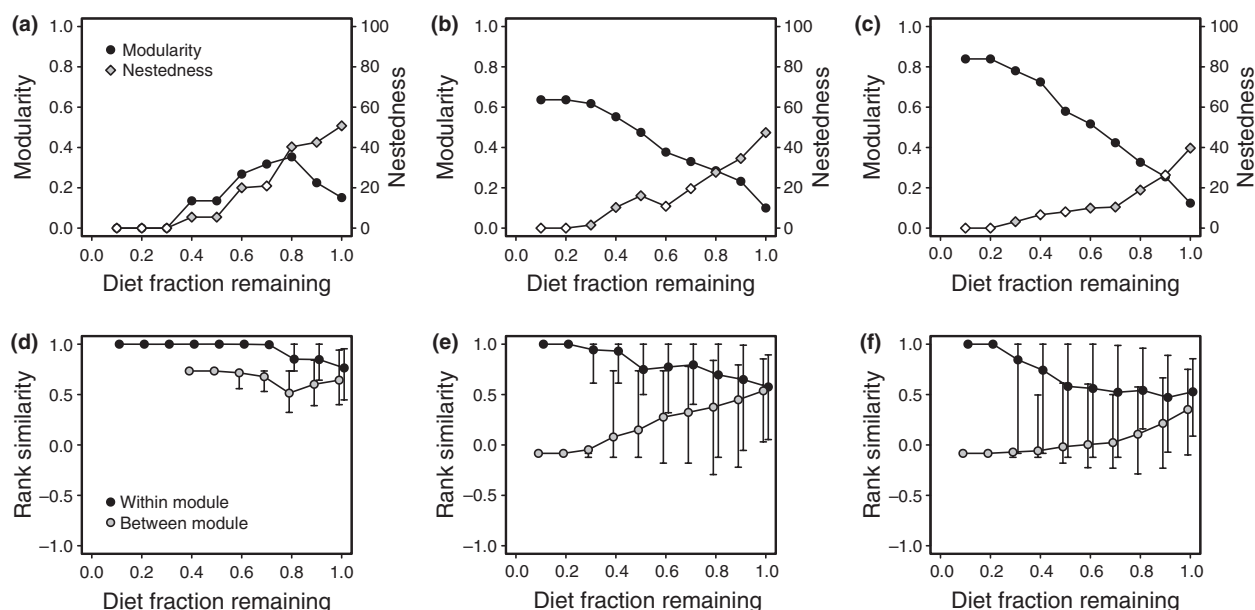 (a)
1.0
0.8
0.6
0.4
0.2
0.0
Modularity
Modularity
Nestedness
100
80
60
40
20
0
Nestedness
0.0 0.2 0.4 0.6 0.8 1.0
Diet fraction remaining
(b)
1.0
0.8
0.6
0.4
0.2
0.0
Modularity
100
80
60
40
20
0
Nestedness
0.0 0.2 0.4 0.6 0.8 1.0
Diet fraction remaining
(c)
1.0
0.8
0.6
0.4
0.2
0.0
Modularity
100
80
60
40
20
0
Nestedness
0.0 0.2 0.4 0.6 0.8 1.0
Diet fraction remaining
(d)
1.0
0.5
0.0
−0.5
−1.0
Rank similarity
Within module
Between module
0.0 0.2 0.4 0.6 0.8 1.0
Diet fraction remaining
(e)
1.0
0.5
0.0
−0.5
−1.0
Rank similarity
0.0 0.2 0.4 0.6 0.8 1.0
Diet fraction remaining
(f)
1.0
0.5
0.0
−0.5
−1.0
Rank similarity
0.0 0.2 0.4 0.6 0.8 1.0
Diet fraction remaining